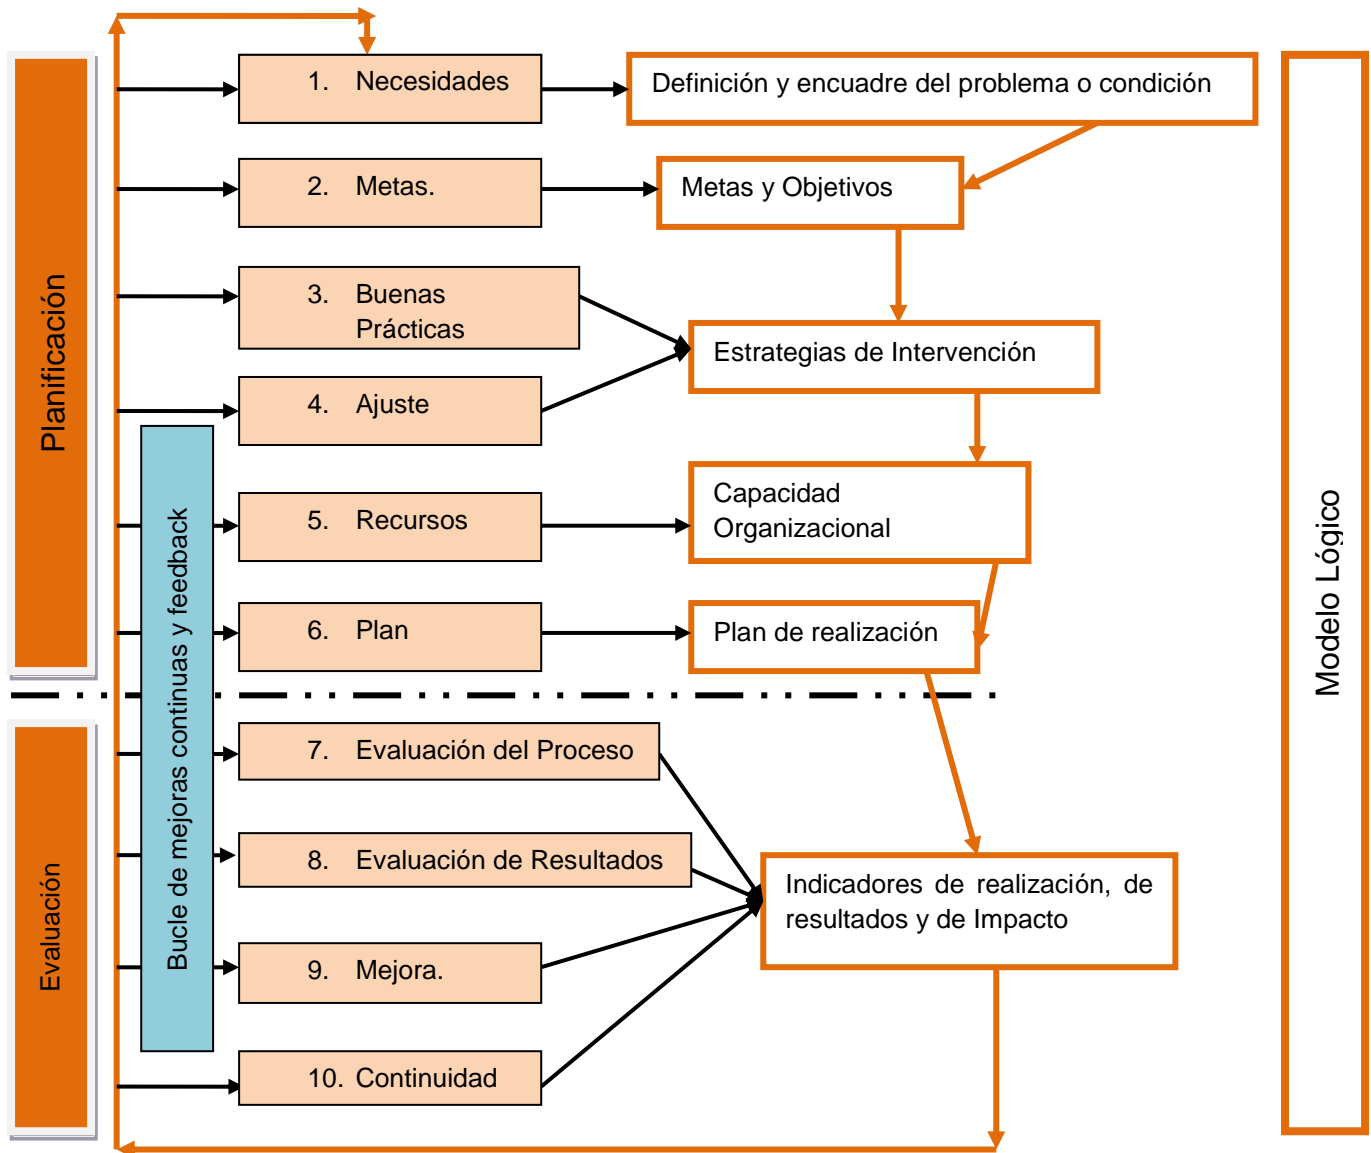 Planificación
1. Necesidades
Definición y encuadre del problema o condición
2. Metas.
Metas y Objetivos
3. Buenas
Prácticas
Estrategias de Intervención
4. Ajuste
Bucle de mejoras continuas y feedback
5. Recursos
Capacidad
Organizacional
6. Plan
Plan de realización
Modelo Lógico
Evaluación
7. Evaluación del Proceso
8. Evaluación de Resultados
Indicadores de realización, de
resultados y de Impacto
9. Mejora.
10. Continuidad